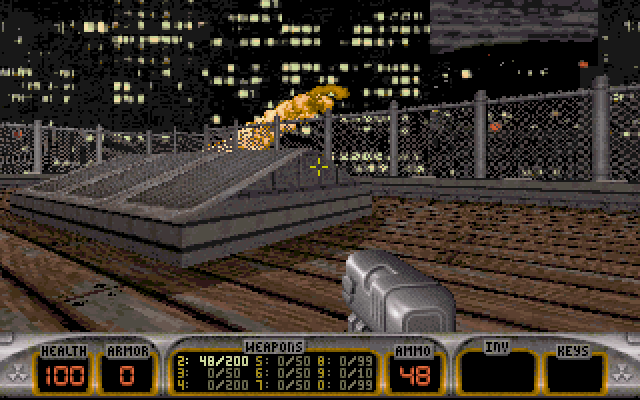 HEALTH ARMOR WEAPONS AMMO INV KEYS
2: 48/200 5: 0/50 8: 0/99
3: 0/50 6: 0/50 9: 0/10
4: 0/200 7: 0/50 0: 0/99
100 0 48